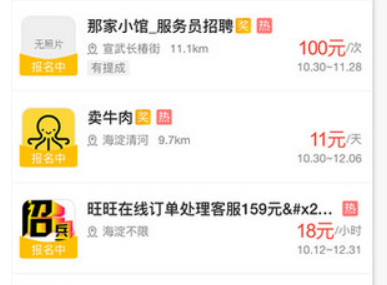 无照片
报名中
那家小馆_服务员招聘 奖 热
宣武长椿街 11.1km
有提成
100元/次
10.30~11.28
报名中
卖牛肉 奖 热
海淀清河 9.7km
11元/天
10.30~12.06
招兵
报名中
旺旺在线订单处理客服159元&#x2... 热
海淀不限
18元/小时
10.12~12.31